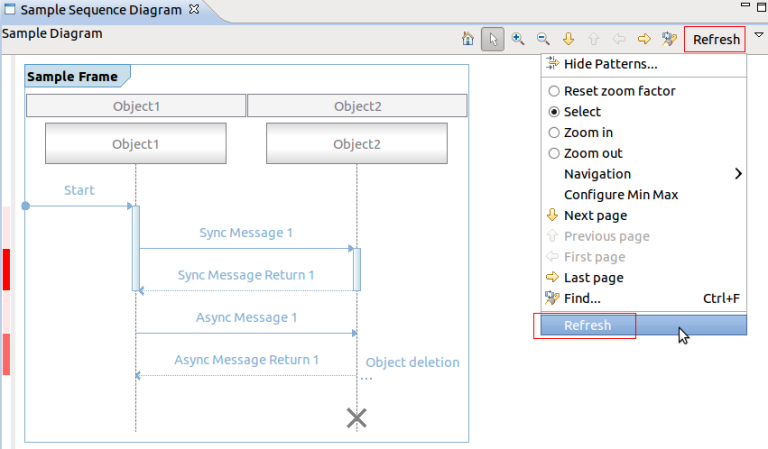 Sample Sequence Diagram
Sample Diagram
Refresh
Sample Frame
Object1
Object2
Object1
Object2
Start
Sync Message 1
Sync Message Return 1
Async Message 1
Async Message Return 1
Object deletion
...
Hide Patterns...
Reset zoom factor
Select
Zoom in
Zoom out
Navigation
Configure Min Max
Next page
Previous page
First page
Last page
Find... Ctrl+F
Refresh